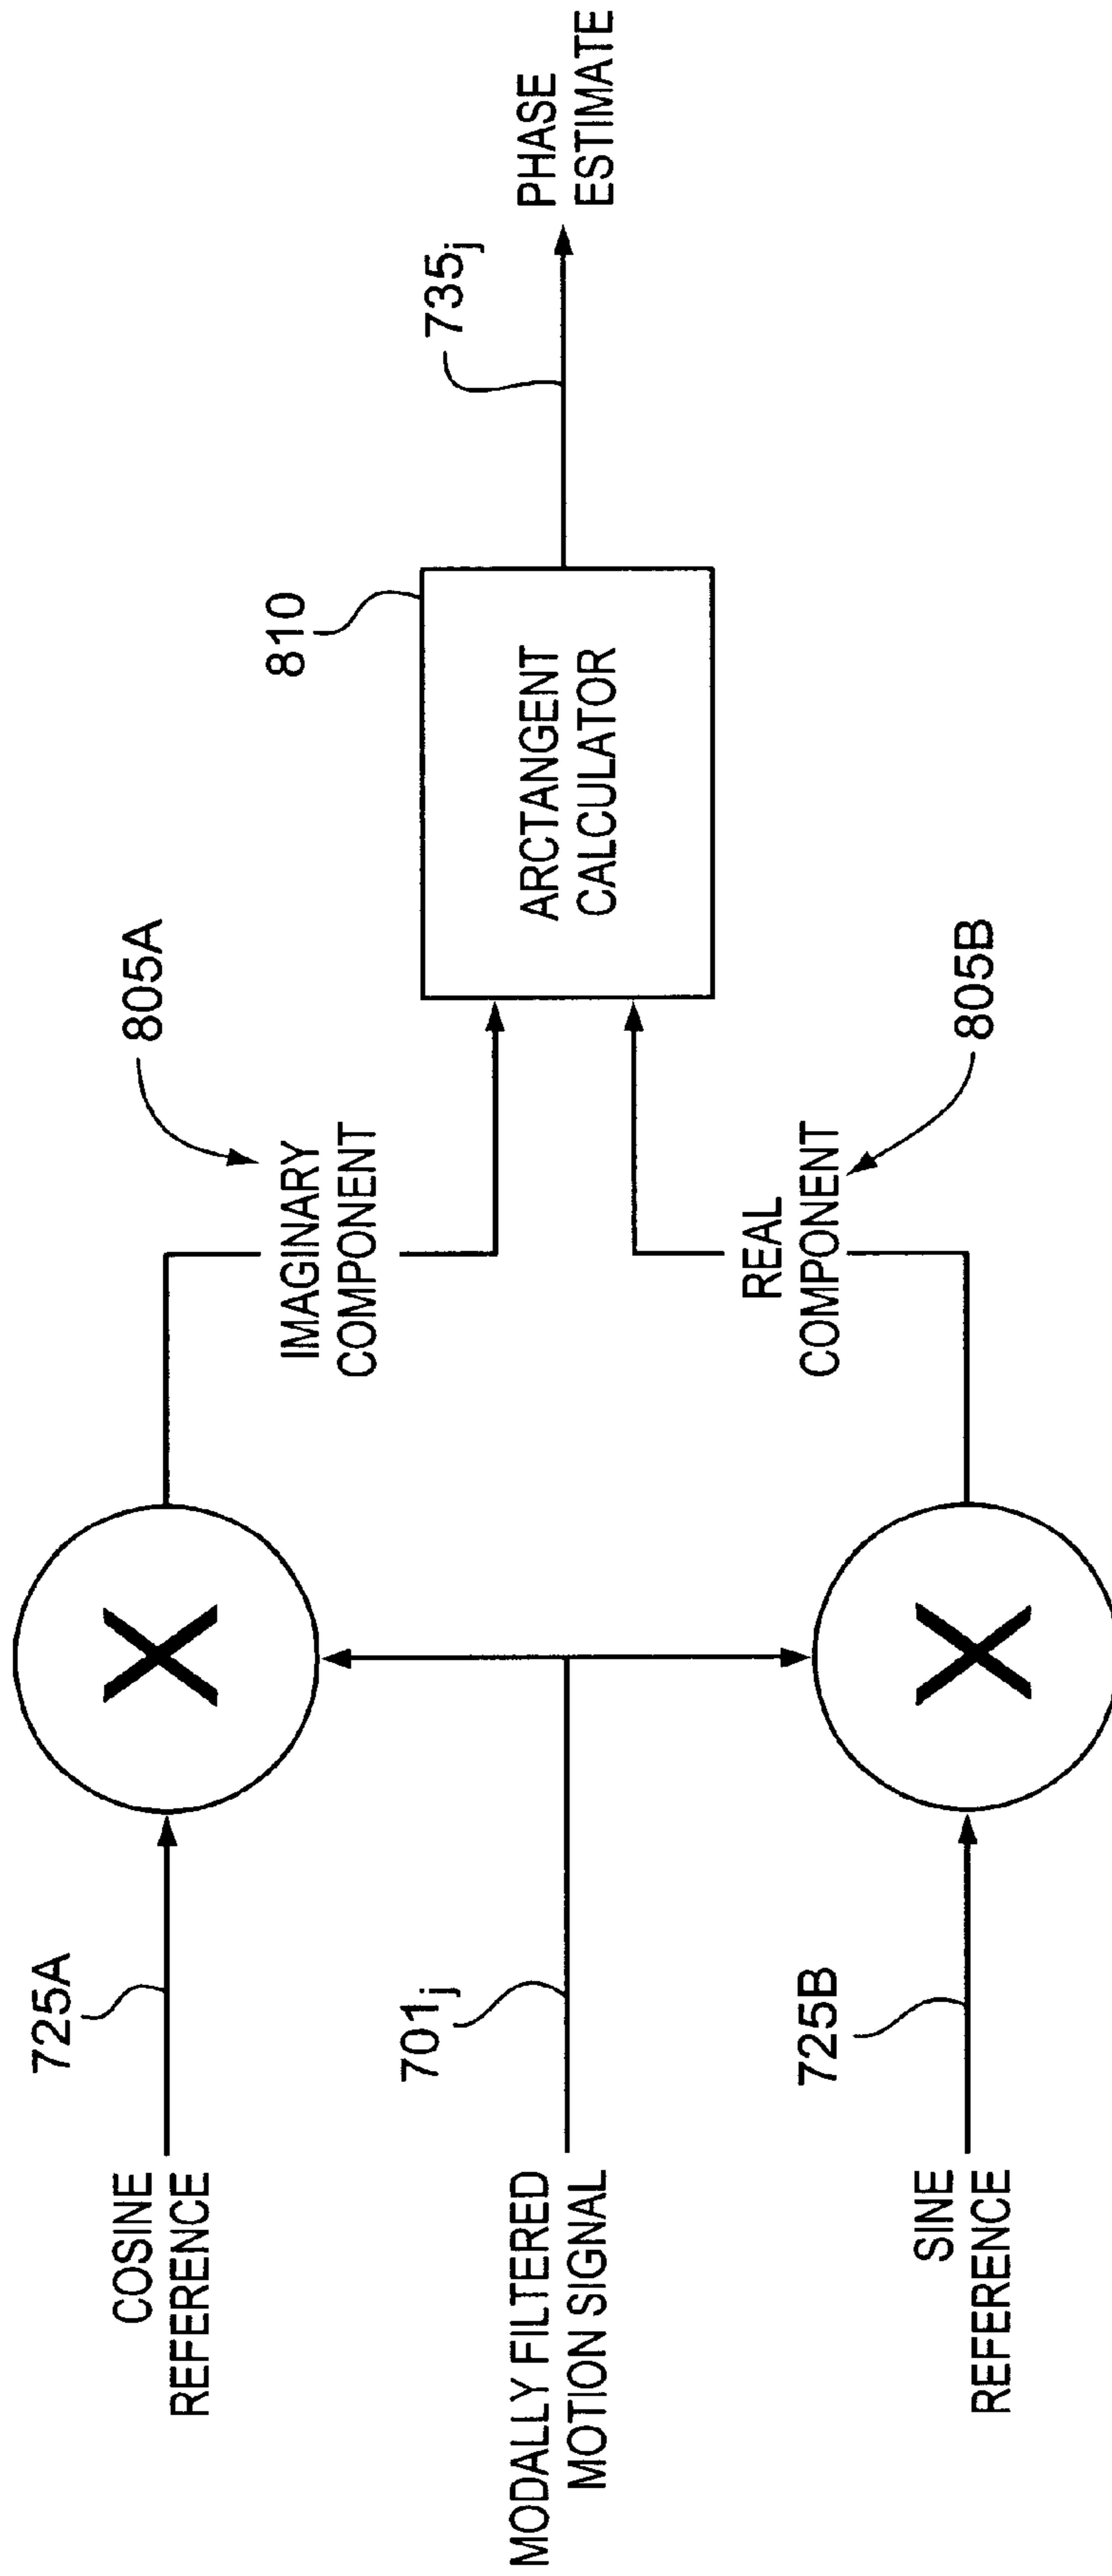 725A
COSINE
REFERENCE
X
805A
IMAGINARY
COMPONENT
701j
MODALLY FILTERED
MOTION SIGNAL
810
ARCTANGENT
CALCULATOR
735j
PHASE
ESTIMATE
725B
SINE
REFERENCE
X
REAL
COMPONENT
805B